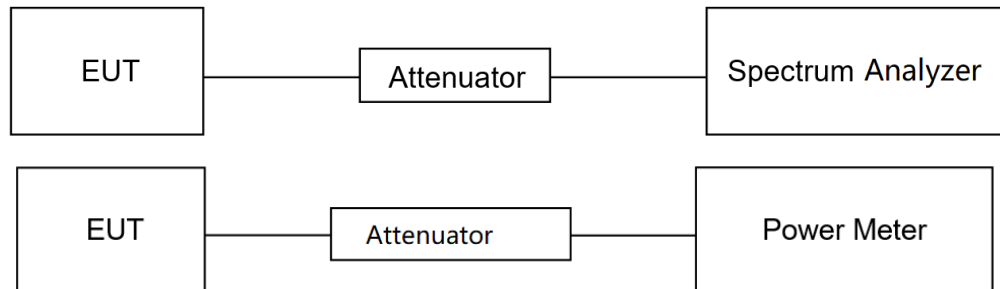 EUT
Attenuator
Spectrum Analyzer
EUT
Attenuator
Power Meter